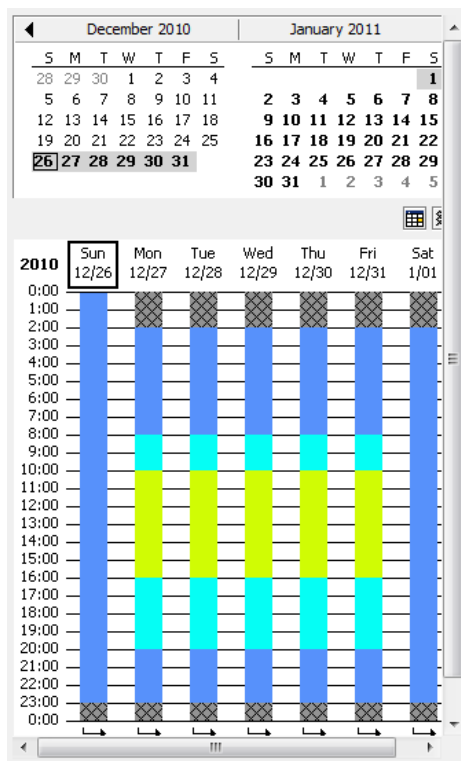 December 2010 January 2011
S M T W T F S S M T W T F S
28 29 30 1 2 3 4 1
5 6 7 8 9 10 11 2 3 4 5 6 7 8
12 13 14 15 16 17 18 9 10 11 12 13 14 15
19 20 21 22 23 24 25 16 17 18 19 20 21 22
26 27 28 29 30 31 23 24 25 26 27 28 29
30 31 1 2 3 4 5
2010 Sun Mon Tue Wed Thu Fri Sat
12/26 12/27 12/28 12/29 12/30 12/31 1/01
0:00
1:00
2:00
3:00
4:00
5:00
6:00
7:00
8:00
9:00
10:00
11:00
12:00
13:00
14:00
15:00
16:00
17:00
18:00
19:00
20:00
21:00
22:00
23:00
0:00